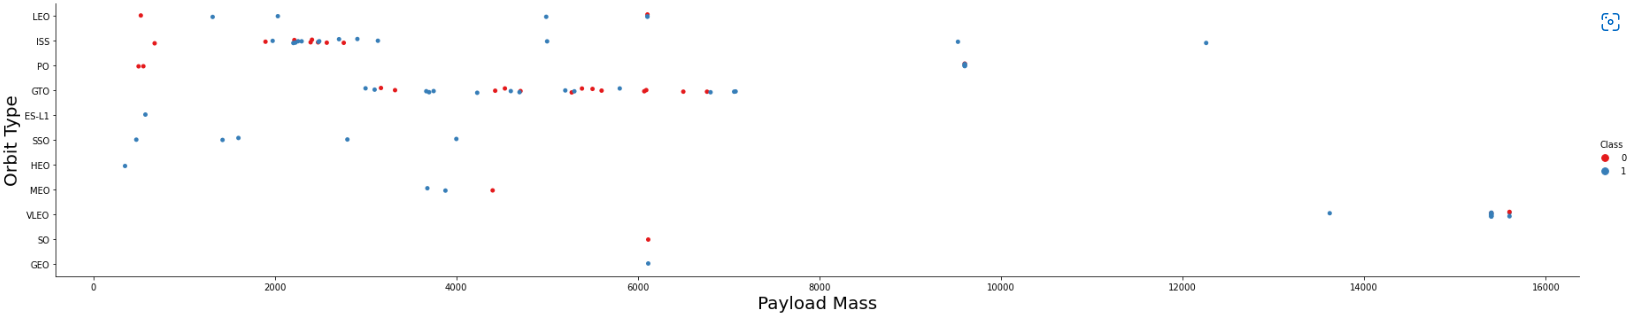 LEO
ISS
PO
GTO
ES-L1
SSO
HEO
MEO
VLEO
SO
GEO
Orbit Type
0 2000 4000 6000 8000 10000 12000 14000 16000
Payload Mass
Class
0
1